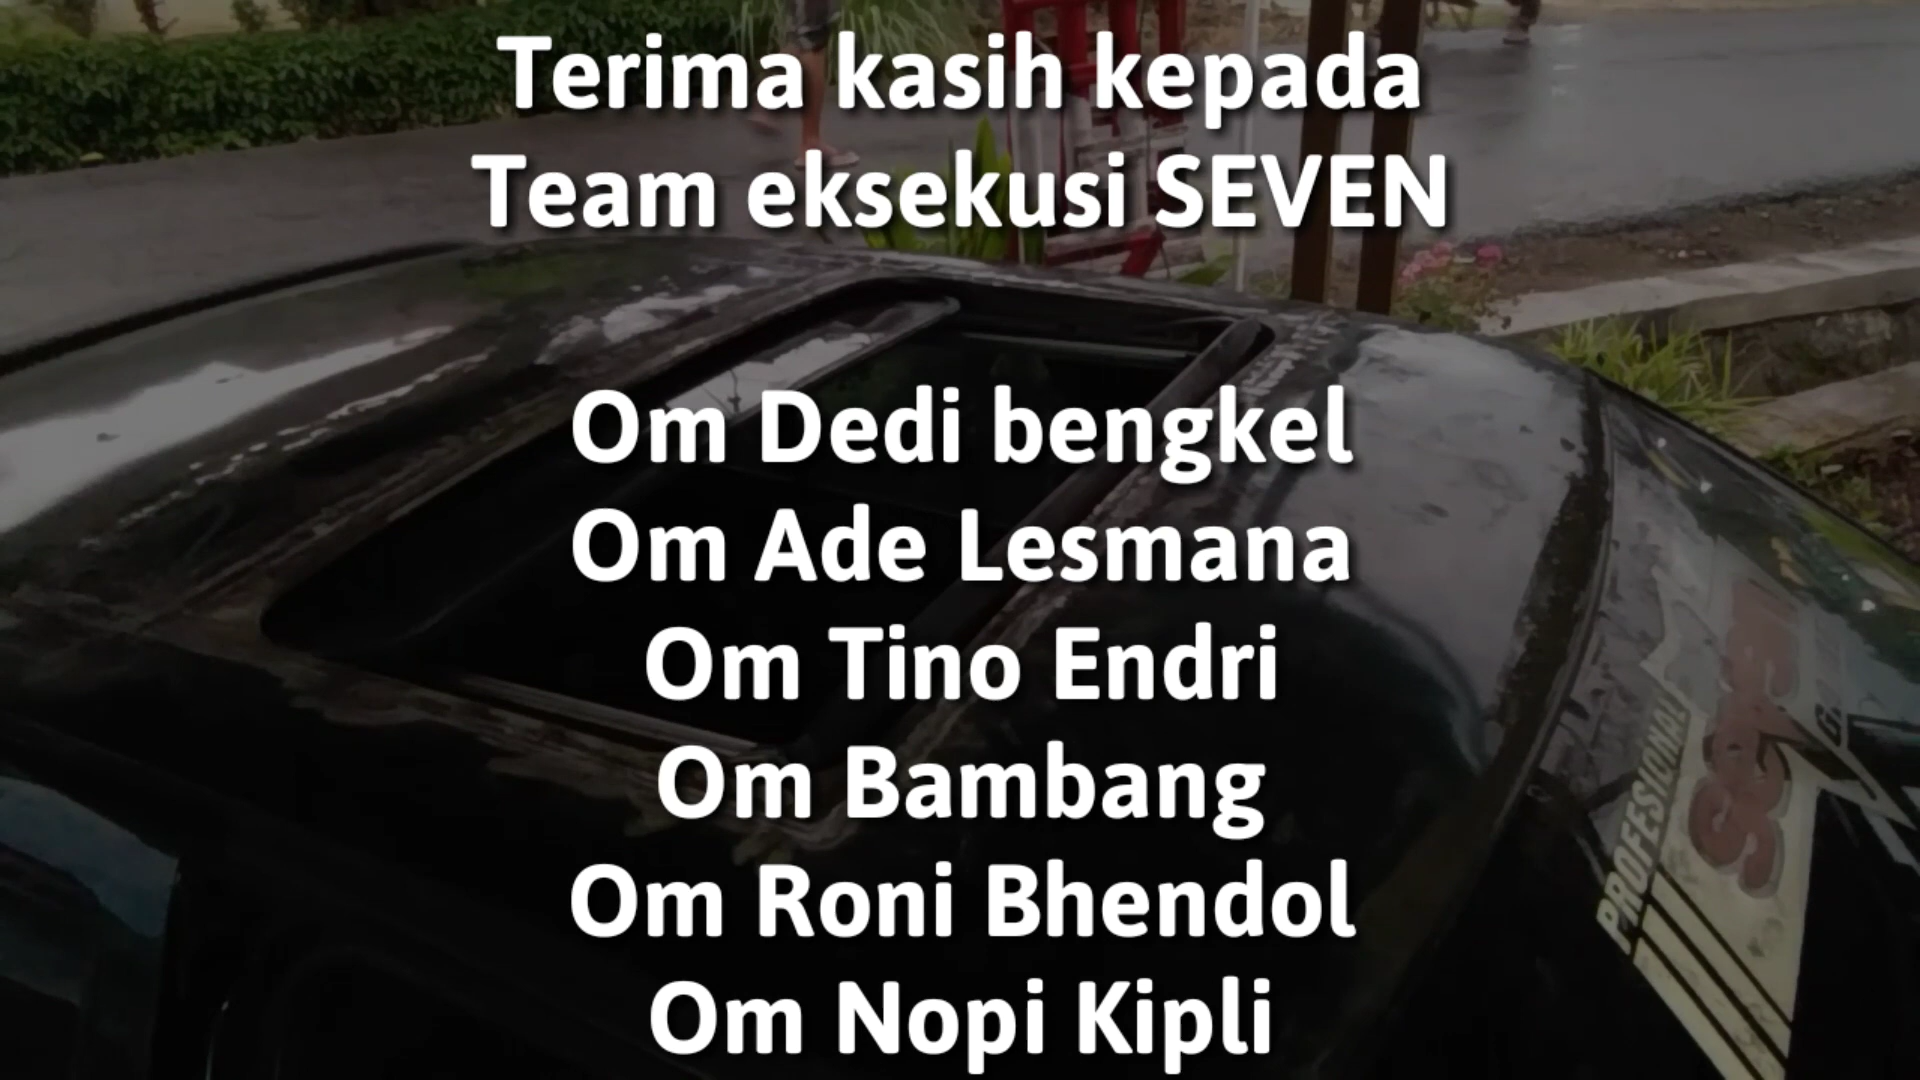 Terima kasih kepada
Team eksekusi SEVEN
Om Dedi bengkel
Om Ade Lesmana
Om Tino Endri
Om Bambang
Om Roni Bhendol
Om Nopi Kipli
PROFESIONAL